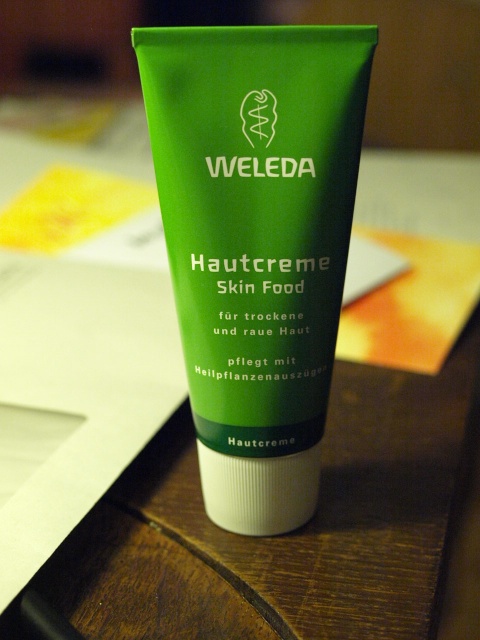 WELEDA
Hautcreme
Skin Food
für trockene
und raue Haut
pflegt mit
Heilpflanzenauszügen
Hautcreme